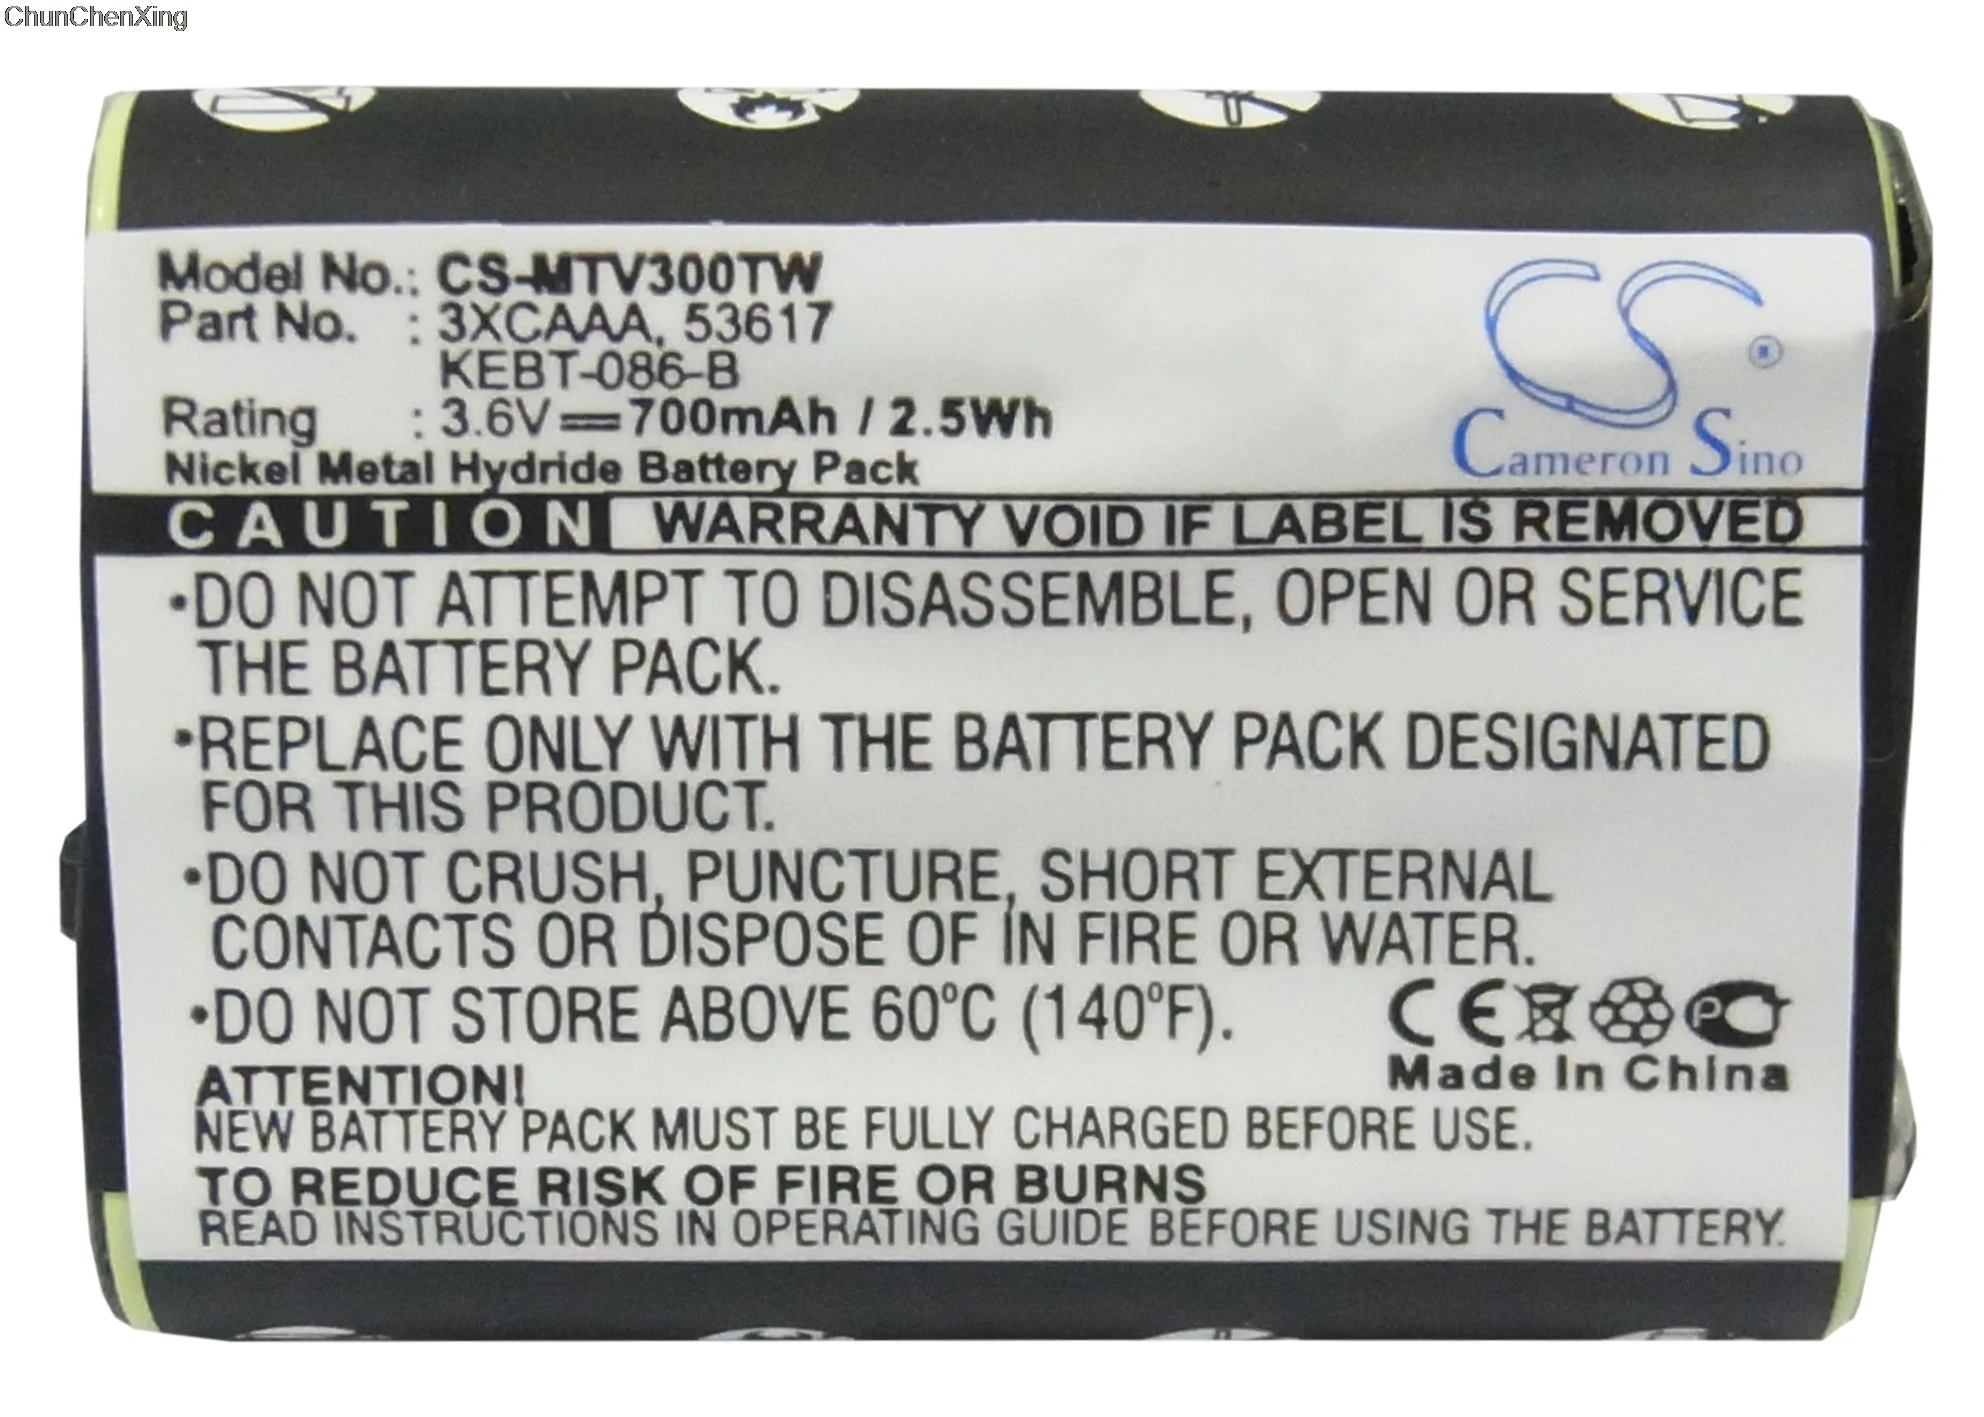 ChunChenXing
Model No.: CS-MTV300TW
Part No. : 3XCAAA, 53617
KEBT-086-B
Rating : 3.6V⎓700mAh / 2.5Wh
Nickel Metal Hydride Battery Pack
CS ®
Cameron Sino
CAUTION WARRANTY VOID IF LABEL IS REMOVED
•DO NOT ATTEMPT TO DISASSEMBLE, OPEN OR SERVICE
THE BATTERY PACK.
•REPLACE ONLY WITH THE BATTERY PACK DESIGNATED
FOR THIS PRODUCT.
•DO NOT CRUSH, PUNCTURE, SHORT EXTERNAL
CONTACTS OR DISPOSE OF IN FIRE OR WATER.
•DO NOT STORE ABOVE 60°C (140°F).
CE PC
Made In China
ATTENTION!
NEW BATTERY PACK MUST BE FULLY CHARGED BEFORE USE.
TO REDUCE RISK OF FIRE OR BURNS
READ INSTRUCTIONS IN OPERATING GUIDE BEFORE USING THE BATTERY.